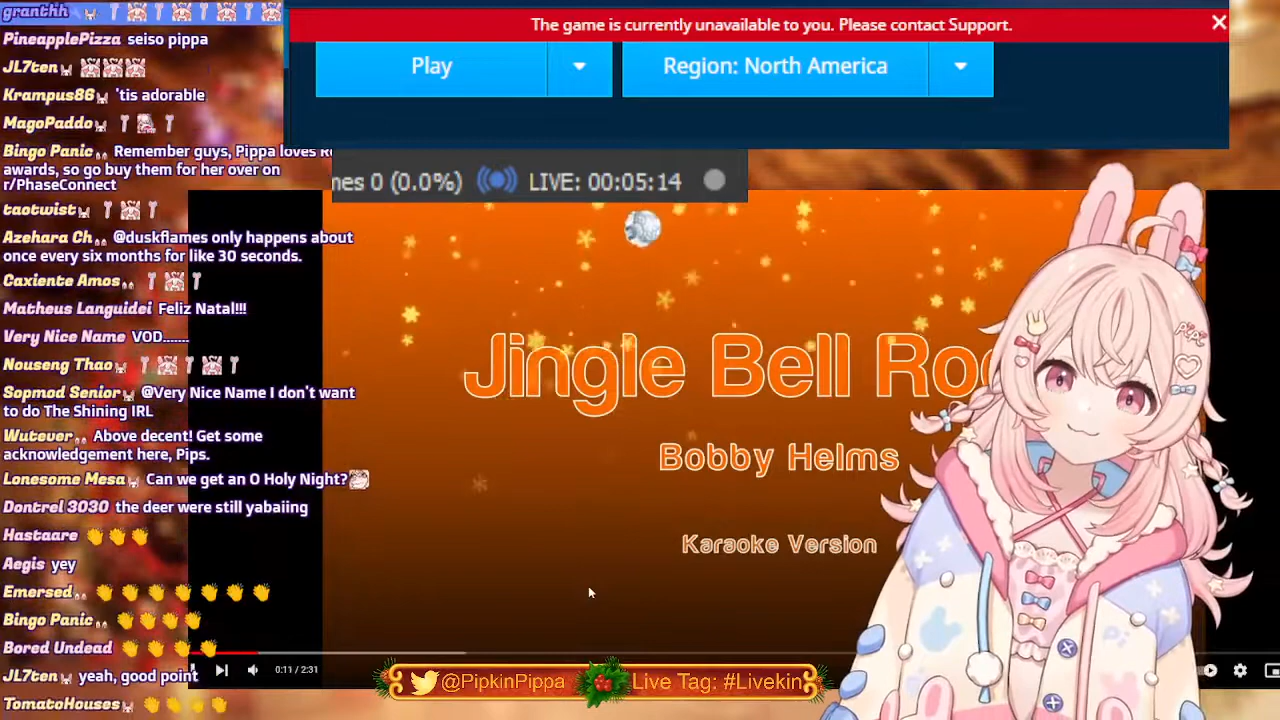 granthh
PineapplePizza seiso pippa
JL7ten
Krampus86 'tis adorable
MagoPaddo
Bingo Panic Remember guys, Pippa loves
awards, so go buy them for her over on
r/PhaseConnect
taotwist
Azehara Ch @duskflames only happens about
once every six months for like 30 seconds.
Caxiente Amos
Matheus Languidei Feliz Natal!!!
Very Nice Name VOD.......
Nouseng Thao
Sopmod Senior @Very Nice Name I don't want
to do The Shining IRL
Wutever Above decent! Get some
acknowledgement here, Pips.
Lonesome Mesa Can we get an O Holy Night?
Dontrel 3030 the deer were still yabaiing
Hastaare
Aegis yey
Emersed
Bingo Panic
Bored Undead
JL7ten yeah, good point
TomatoHouses
The game is currently unavailable to you. Please contact Support.
Play
Region: North America
mes 0 (0.0%) LIVE: 00:05:14
Jingle Bell Roc
Bobby Helms
Karaoke Version
PiPi
0:11 / 2:31
@PipkinPippa Live Tag: #Livekin